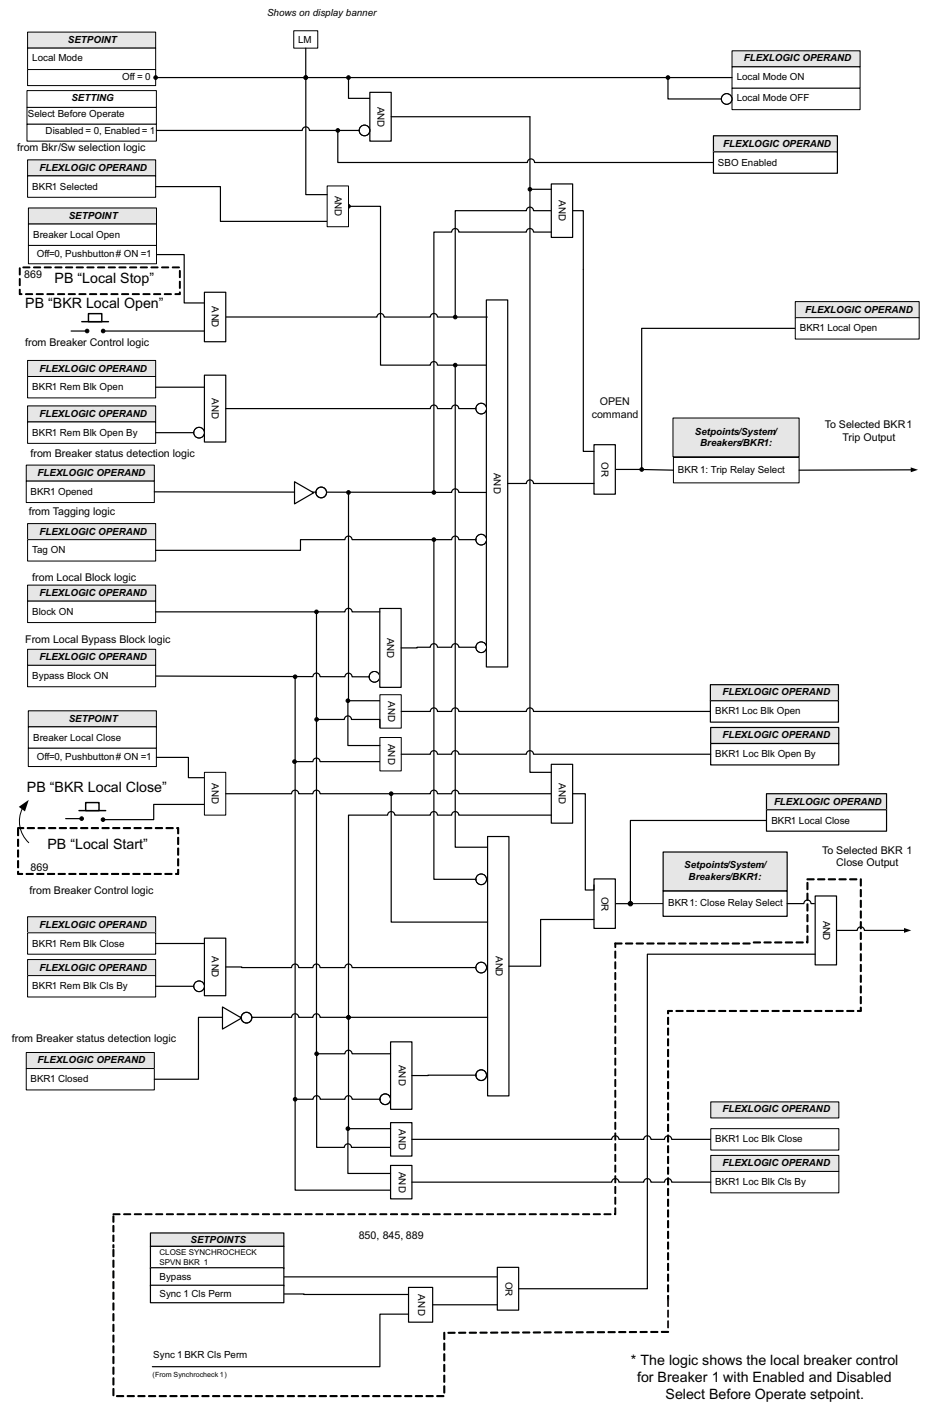 Shows on display banner
LM
SETPOINT
Local Mode
Off = 0
FLEXLOGIC OPERAND
Local Mode ON
Local Mode OFF
SETTING
Select Before Operate
Disabled = 0, Enabled = 1
AND
from Bkr/Sw selection logic
FLEXLOGIC OPERAND
SBO Enabled
FLEXLOGIC OPERAND
BKR1 Selected
AND
AND
SETPOINT
Breaker Local Open
Off=0, Pushbutton# ON =1
869
PB “Local Stop”
PB “BKR Local Open”
AND
from Breaker Control logic
FLEXLOGIC OPERAND
BKR1 Local Open
FLEXLOGIC OPERAND
BKR1 Rem Blk Open
FLEXLOGIC OPERAND
BKR1 Rem Blk Open By
AND
OPEN
command
Setpoints/System/
Breakers/BKR1:
BKR 1: Trip Relay Select
To Selected BKR 1
Trip Output
from Breaker status detection logic
FLEXLOGIC OPERAND
BKR1 Opened
AND
OR
from Tagging logic
FLEXLOGIC OPERAND
Tag ON
from Local Block logic
FLEXLOGIC OPERAND
Block ON
From Local Bypass Block logic
FLEXLOGIC OPERAND
Bypass Block ON
AND
AND
FLEXLOGIC OPERAND
BKR1 Loc Blk Open
AND
FLEXLOGIC OPERAND
BKR1 Loc Blk Open By
SETPOINT
Breaker Local Close
Off=0, Pushbutton# ON =1
PB “BKR Local Close”
AND
AND
PB “Local Start”
869
from Breaker Control logic
FLEXLOGIC OPERAND
BKR1 Local Close
Setpoints/System/
Breakers/BKR1:
BKR 1: Close Relay Select
To Selected BKR 1
Close Output
OR
AND
FLEXLOGIC OPERAND
BKR1 Rem Blk Close
FLEXLOGIC OPERAND
BKR1 Rem Blk Cls By
AND
AND
from Breaker status detection logic
FLEXLOGIC OPERAND
BKR1 Closed
AND
AND
FLEXLOGIC OPERAND
BKR1 Loc Blk Close
AND
FLEXLOGIC OPERAND
BKR1 Loc Blk Cls By
850, 845, 889
SETPOINTS
CLOSE SYNCHROCHECK
SPVN BKR 1
Bypass
Sync 1 Cls Perm
OR
AND
Sync 1 BKR Cls Perm
(From Synchrocheck 1)
* The logic shows the local breaker control
for Breaker 1 with Enabled and Disabled
Select Before Operate setpoint.